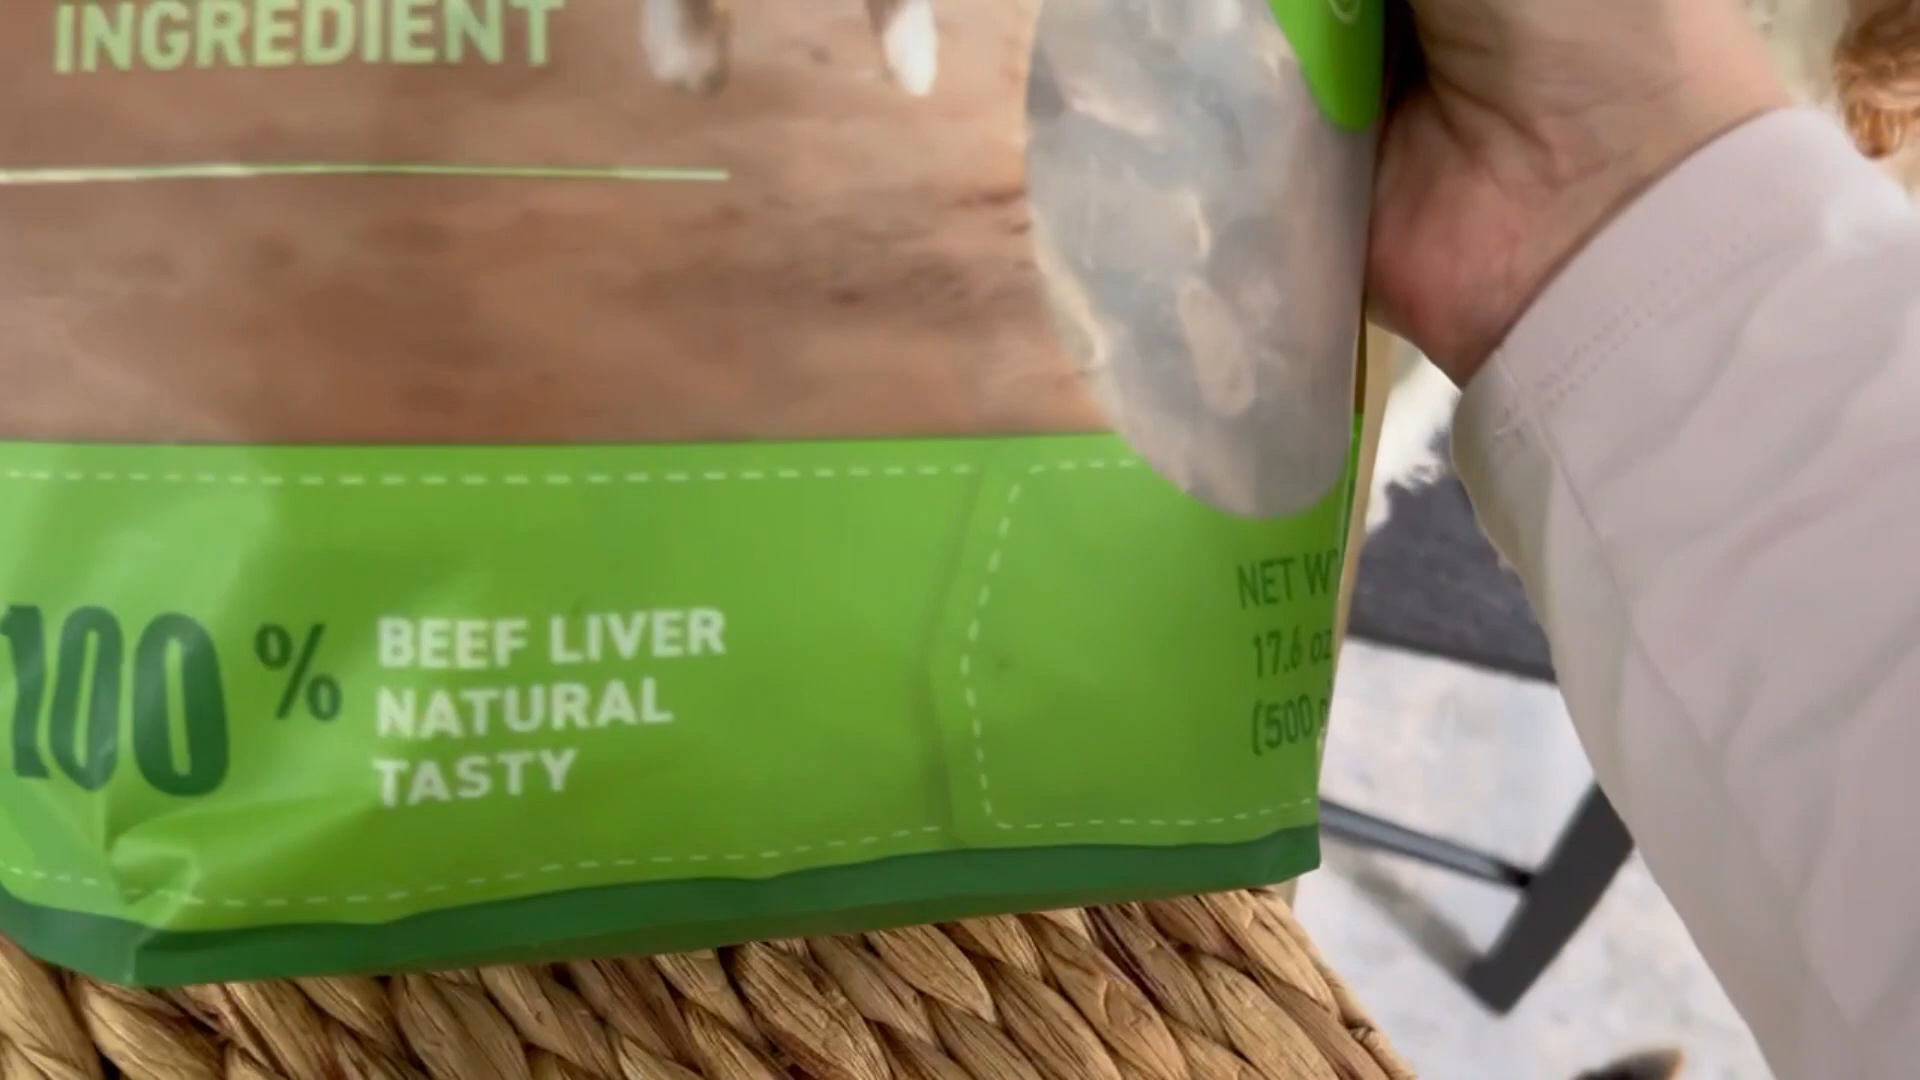 INGREDIENT
100%
BEEF LIVER
NATURAL
TASTY
NET W
17.6 oz
(500